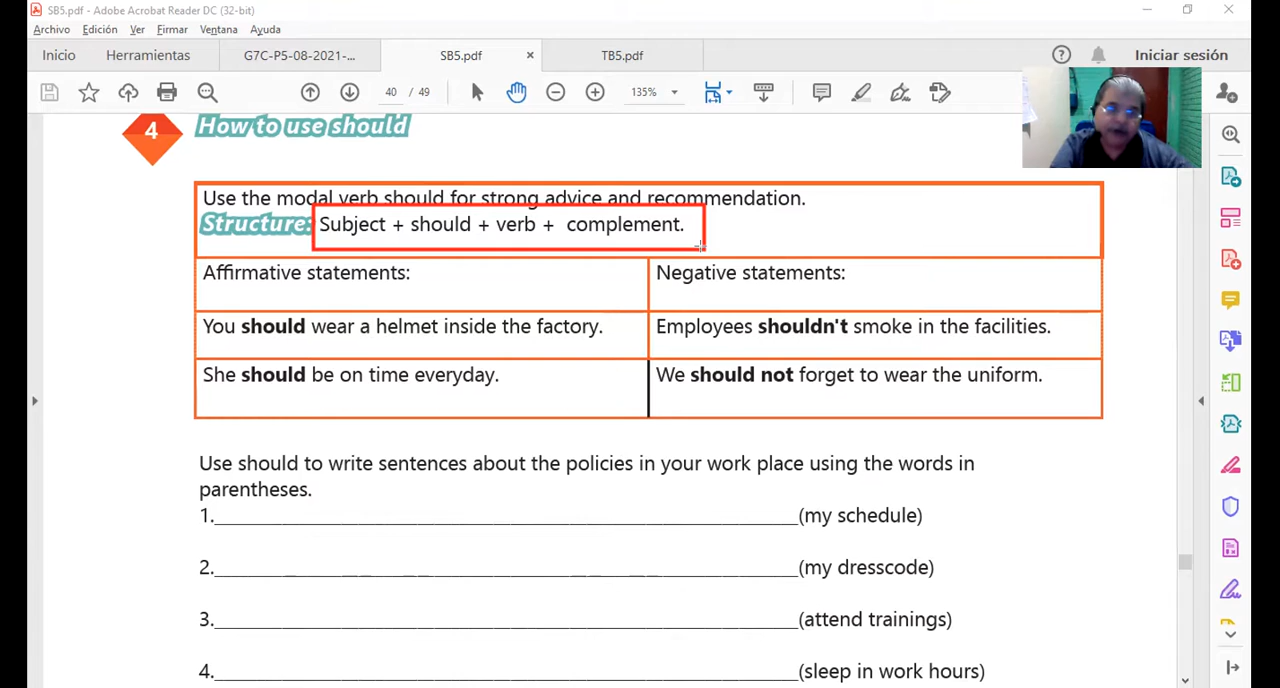 SB5.pdf - Adobe Acrobat Reader DC (32-bit)
Archivo Edición Ver Firmar Ventana Ayuda
Inicio Herramientas G7C-P5-08-2021-... SB5.pdf × TB5.pdf Iniciar sesión
40 / 49 135%
4 How to use should
Use the modal verb should for strong advice and recommendation.
Structure: Subject + should + verb + complement.
Affirmative statements: Negative statements:
You should wear a helmet inside the factory. Employees shouldn't smoke in the facilities.
She should be on time everyday. We should not forget to wear the uniform.
Use should to write sentences about the policies in your work place using the words in
parentheses.
1.______________________________(my schedule)
2.______________________________(my dresscode)
3.______________________________(attend trainings)
4.______________________________(sleep in work hours)